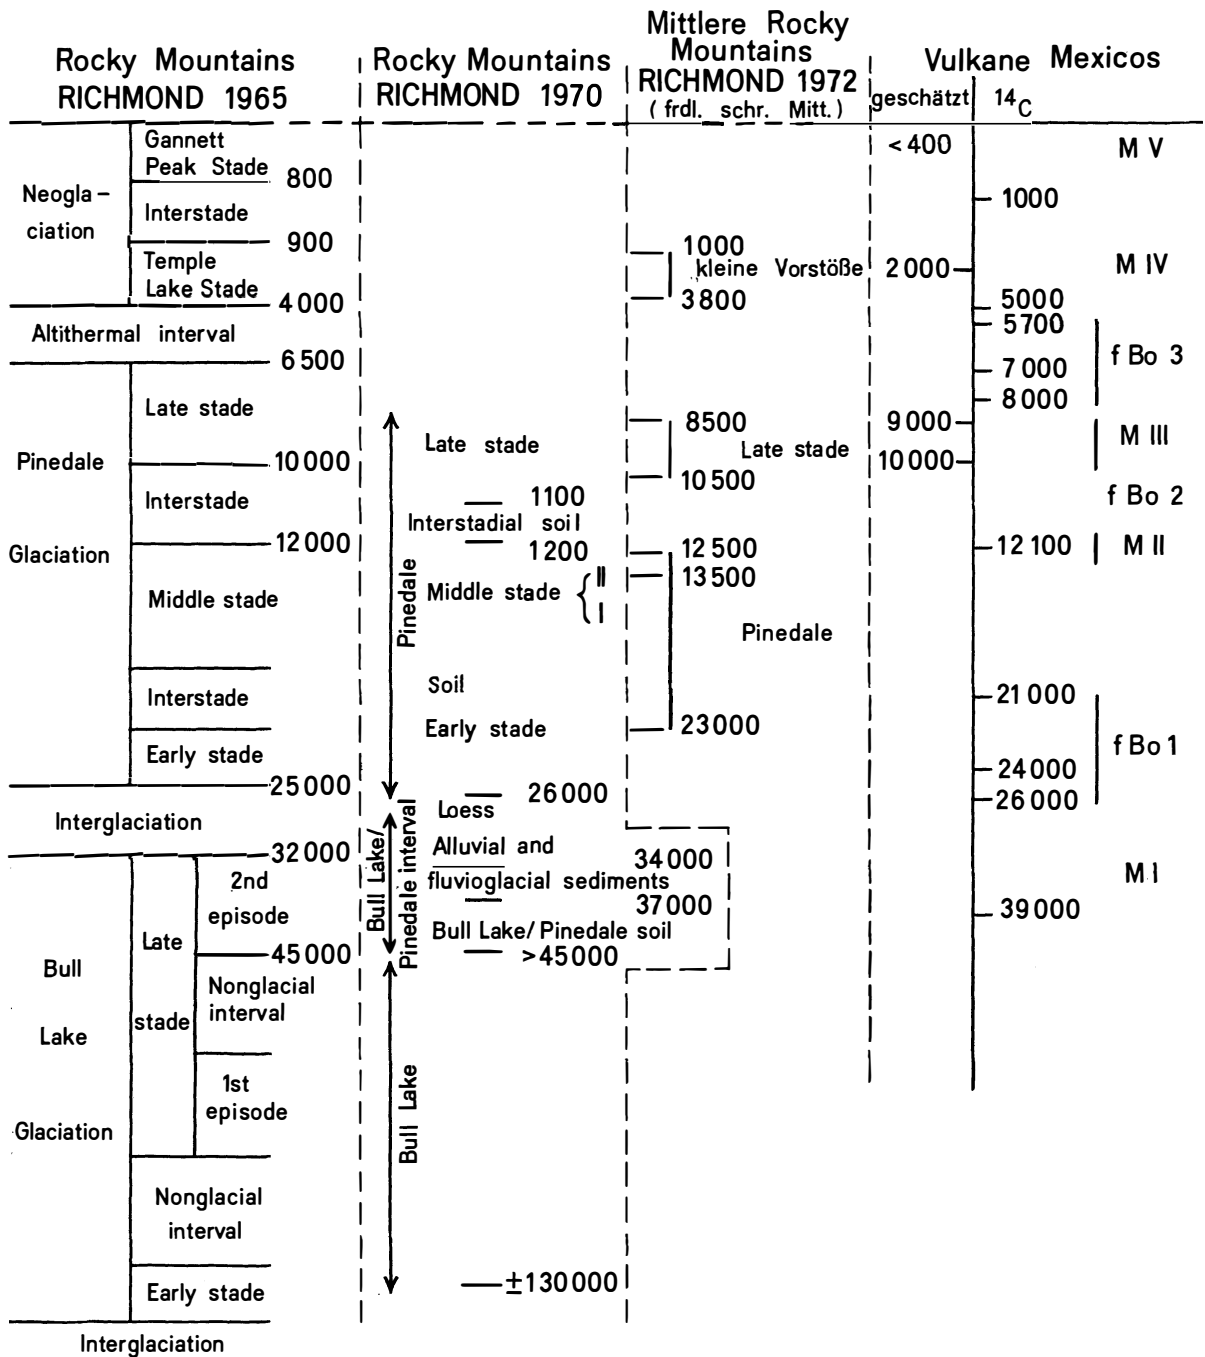 Rocky Mountains
RICHMOND 1965
Gannett
Peak Stade
800
Neogla-
ciation
Interstade
900
Temple
Lake Stade
4000
Altithermal interval
6500
Late stade
Pinedale
10000
Interstade
Glaciation
12000
Middle stade
Interstade
Early stade
25000
Interglaciation
32000
2nd
episode
Late
45000
Bull
Nonglacial
interval
stade
Lake
1st
episode
Glaciation
Nonglacial
interval
Early stade
Interglaciation
Rocky Mountains
RICHMOND 1970
Late stade
1100
Interstadial soil
1200
Pinedale
Middle stade { II
I
Soil
Early stade
26000
Loess
Bull Lake/
Pinedale interval
Alluvial and
fluvioglacial sediments
Bull Lake/Pinedale soil
>45000
Bull Lake
±130000
Mittlere Rocky
Mountains
RICHMOND 1972
(frdl. schr. Mitt.)
1000
kleine Vorstöße
3800
8500
Late stade
10500
12500
13500
Pinedale
23000
34000
37000
Vulkane Mexicos
geschätzt 14C
<400 M V
1000
2000 M IV
5000
5700
f Bo 3
7000
8000
9000
M III
10000
f Bo 2
12100 M II
21000
f Bo 1
24000
26000
M I
39000